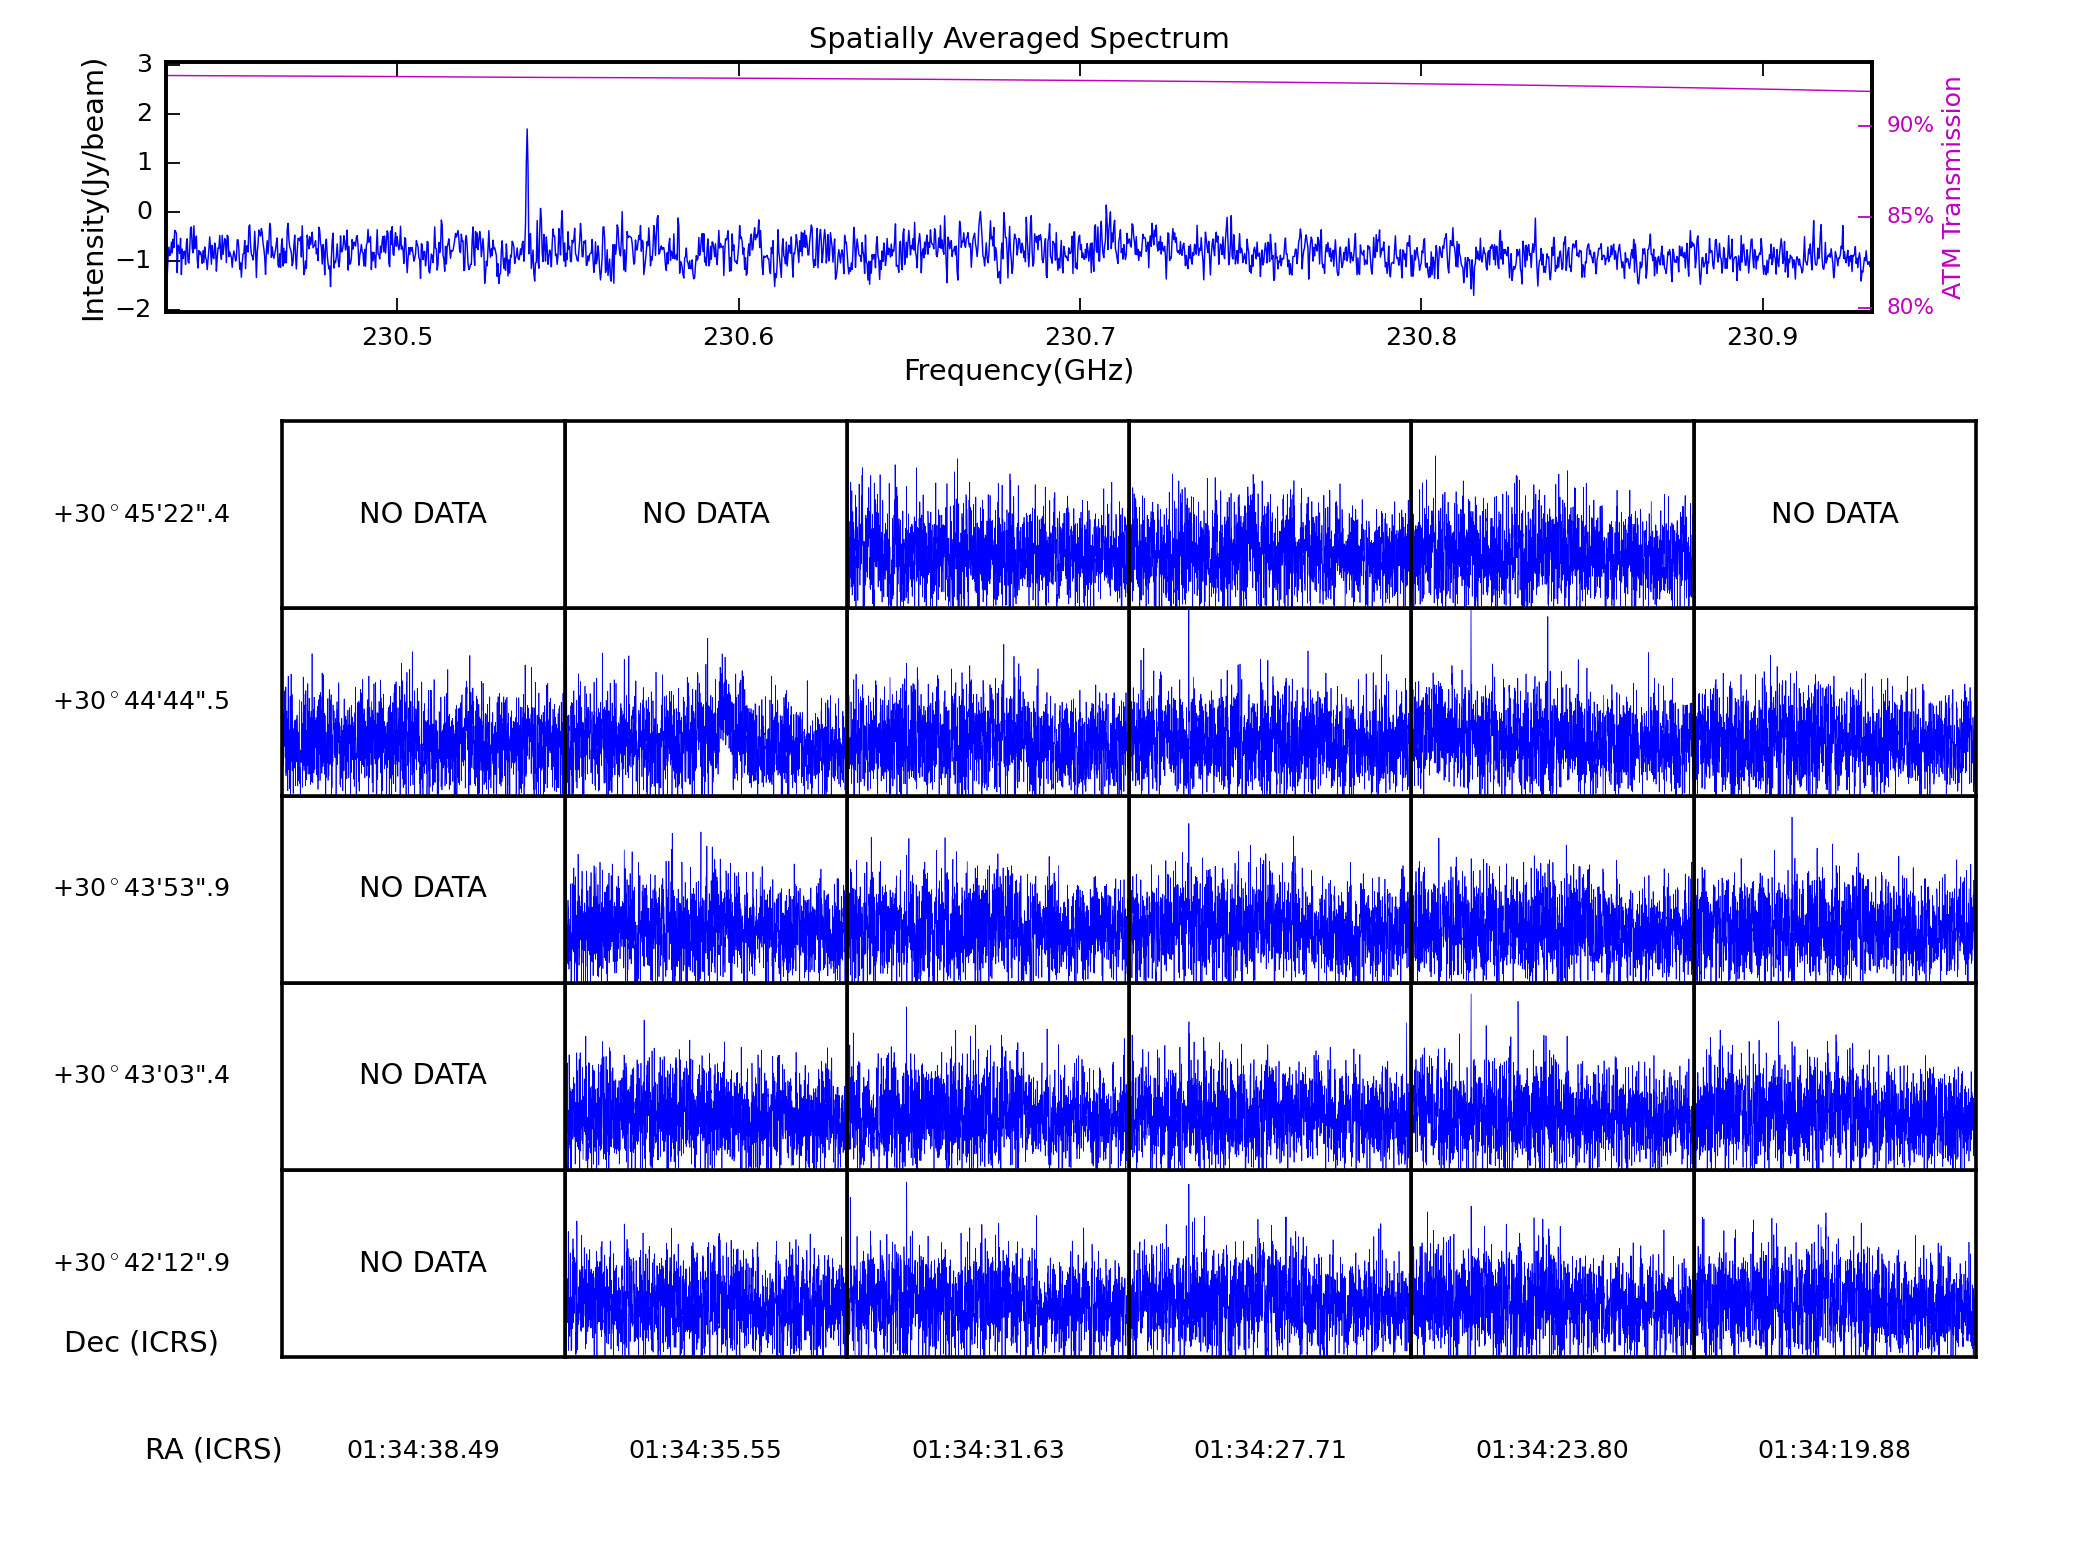 Spatially Averaged Spectrum
Intensity(Jy/beam)
3
2
1
0
−1
−2
90%
85%
80%
ATM Transmission
230.5 230.6 230.7 230.8 230.9
Frequency(GHz)
+30°45'22".4 NO DATA NO DATA NO DATA
+30°44'44".5
+30°43'53".9 NO DATA
+30°43'03".4 NO DATA
+30°42'12".9 NO DATA
Dec (ICRS)
RA (ICRS) 01:34:38.49 01:34:35.55 01:34:31.63 01:34:27.71 01:34:23.80 01:34:19.88